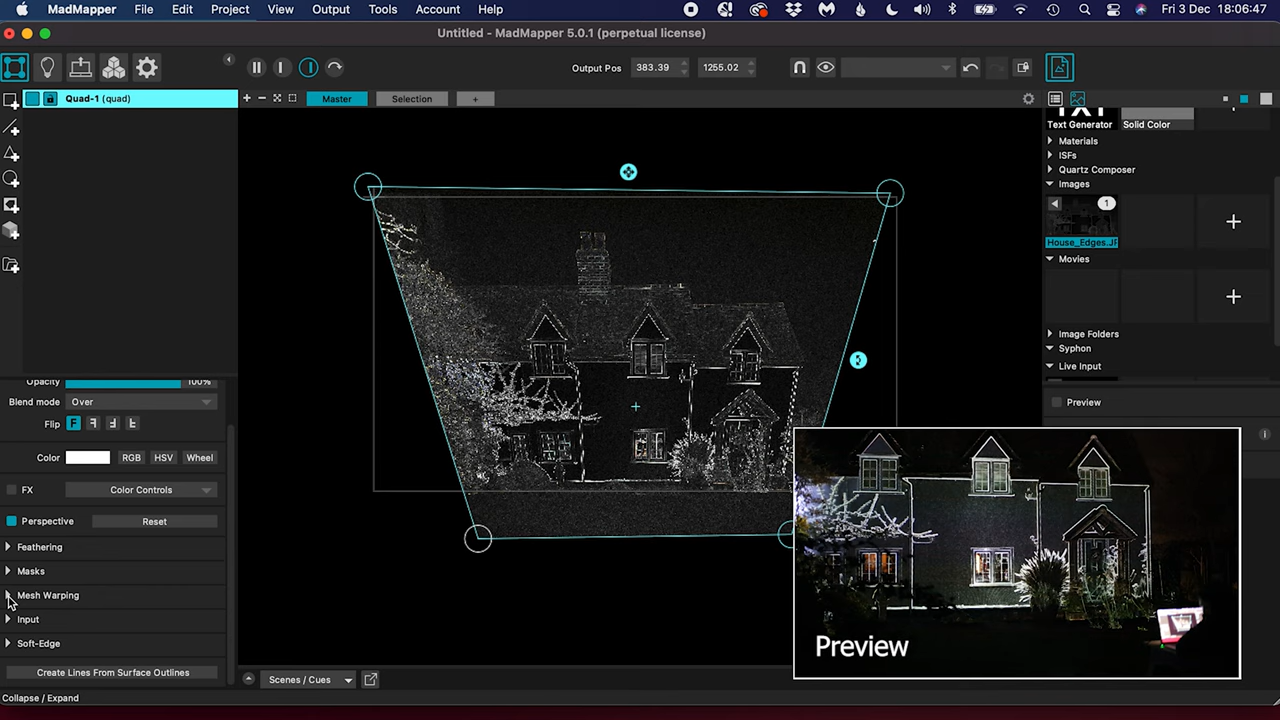 MadMapper File Edit Project View Output Tools Account Help Fri 3 Dec 18:06:47
Untitled - MadMapper 5.0.1 (perpetual license)
Output Pos 383.39 1255.02
Quad-1 (quad)
Master Selection +
Text Generator Solid Color
Materials
ISFs
Quartz Composer
Images
1
House_Edges.JP
Movies
Image Folders
Syphon
Live Input
Preview
Opacity 100%
Blend mode Over
Flip
Color RGB HSV Wheel
FX Color Controls
Perspective Reset
Feathering
Masks
Mesh Warping
Input
Soft-Edge
Create Lines From Surface Outlines
Collapse / Expand
Scenes / Cues
Preview